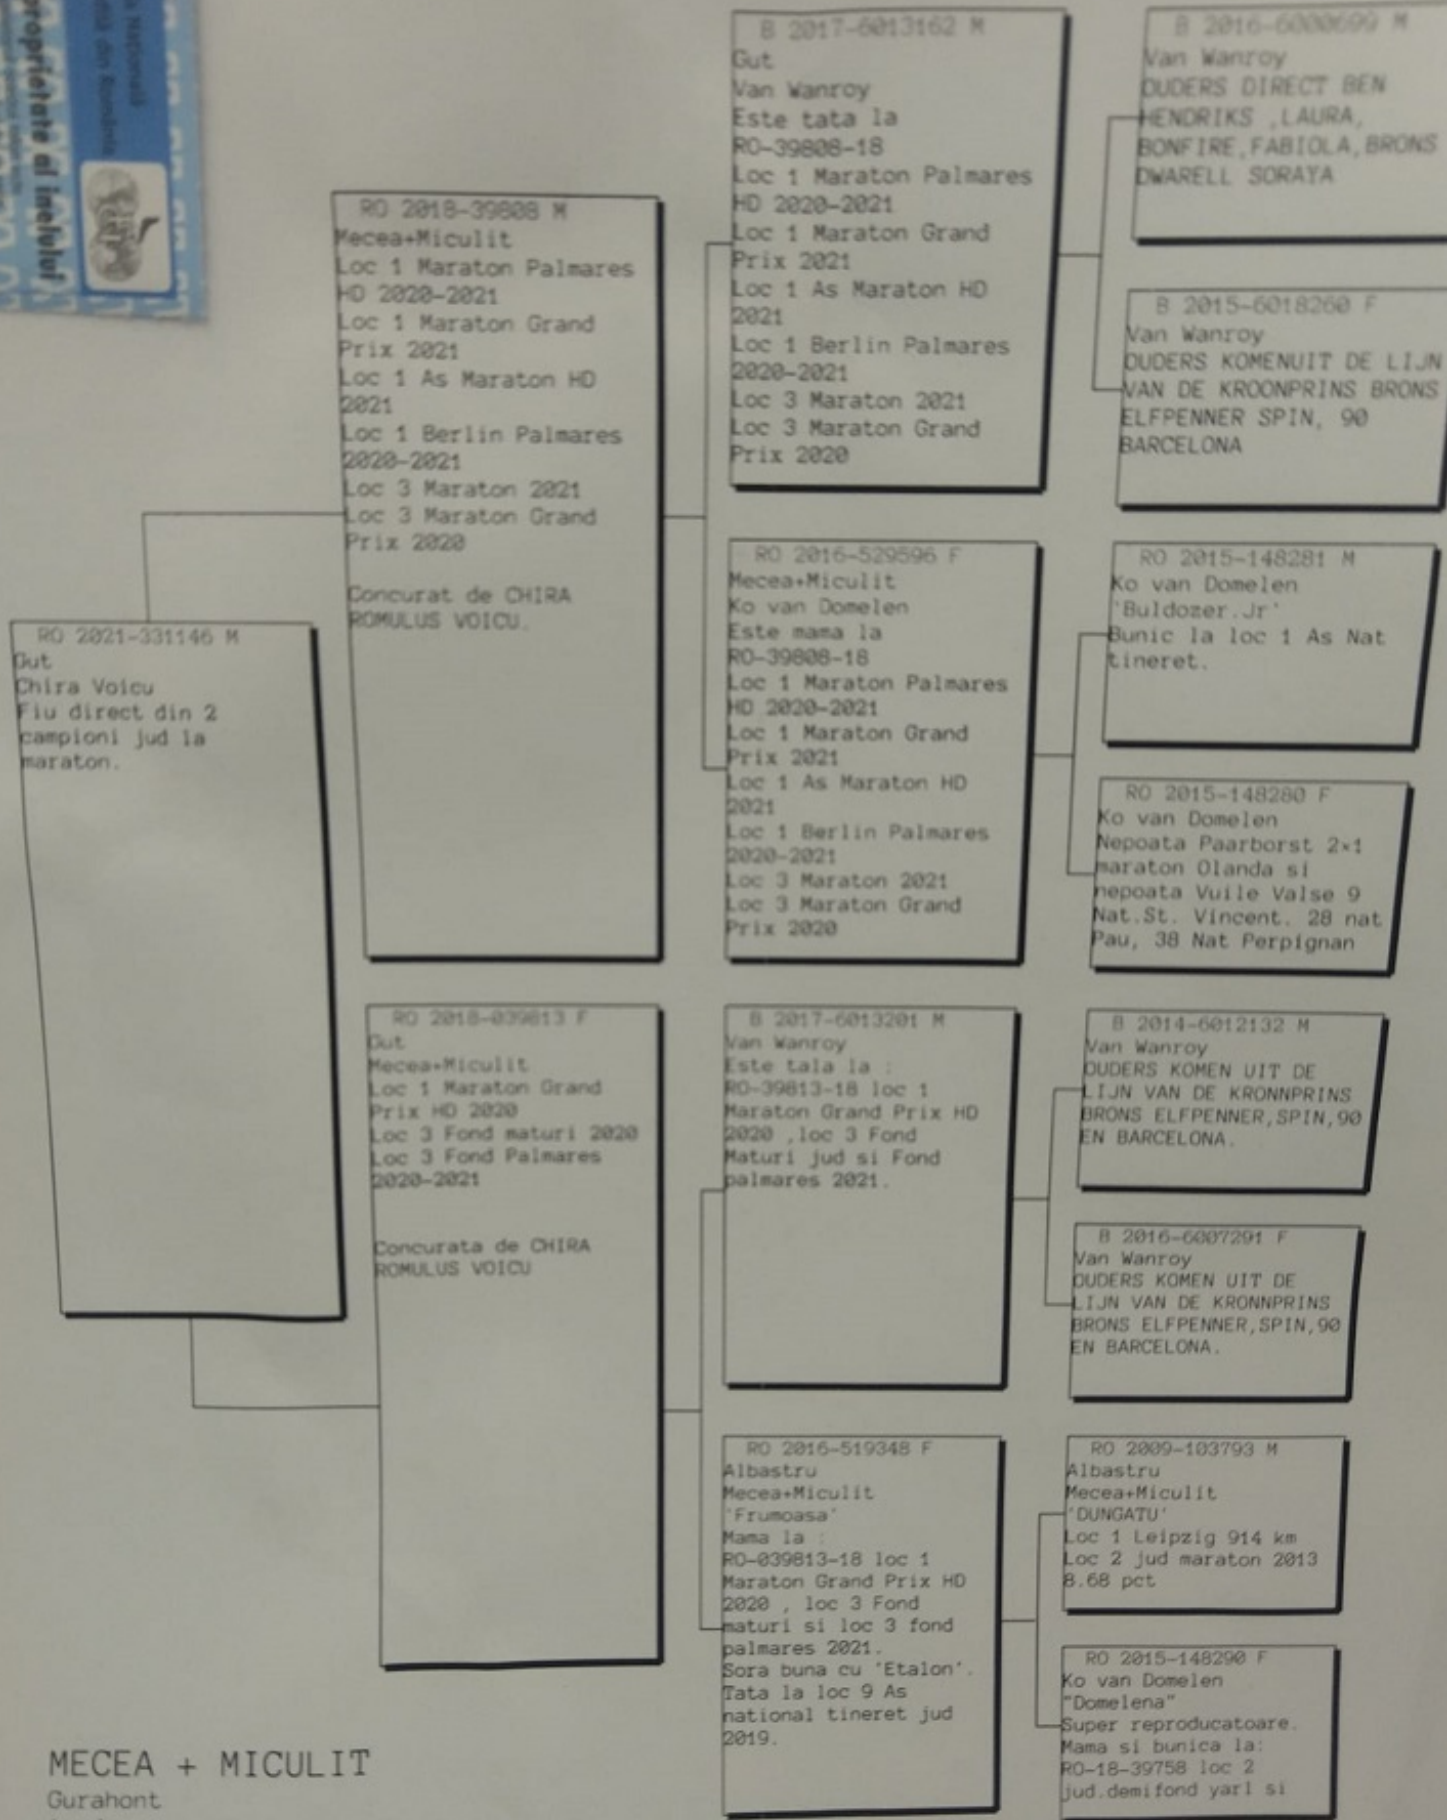 a Națională
din România
proprietate al inelului
RO 2021-331146 M
Gut
Chira Voicu
Fiu direct din 2
campioni jud la
maraton.
RO 2018-39808 M
Mecea+Miculit
Loc 1 Maraton Palmares
HD 2020-2021
Loc 1 Maraton Grand
Prix 2021
Loc 1 As Maraton HD
2021
Loc 1 Berlin Palmares
2020-2021
Loc 3 Maraton 2021
Loc 3 Maraton Grand
Prix 2020
Concurat de CHIRA
ROMULUS VOICU.
RO 2018-039813 F
Gut
Mecea+Miculit
Loc 1 Maraton Grand
Prix HD 2020
Loc 3 Fond maturi 2020
Loc 3 Fond Palmares
2020-2021
Concurata de CHIRA
ROMULUS VOICU
B 2017-6013162 M
Gut
Van Wanroy
Este tata la
RO-39808-18
Loc 1 Maraton Palmares
HD 2020-2021
Loc 1 Maraton Grand
Prix 2021
Loc 1 As Maraton HD
2021
Loc 1 Berlin Palmares
2020-2021
Loc 3 Maraton 2021
Loc 3 Maraton Grand
Prix 2020
RO 2016-529596 F
Mecea+Miculit
Ko van Domelen
Este mama la
RO-39808-18
Loc 1 Maraton Palmares
HD 2020-2021
Loc 1 Maraton Grand
Prix 2021
Loc 1 As Maraton HD
2021
Loc 1 Berlin Palmares
2020-2021
Loc 3 Maraton 2021
Loc 3 Maraton Grand
Prix 2020
B 2017-6013201 M
Van Wanroy
Este tala la :
RO-39813-18 loc 1
Maraton Grand Prix HD
2020 ,loc 3 Fond
Maturi jud si Fond
palmares 2021.
RO 2016-519348 F
Albastru
Mecea+Miculit
'Frumoasa'
Mama la :
RO-039813-18 loc 1
Maraton Grand Prix HD
2020 , loc 3 Fond
maturi si loc 3 fond
palmares 2021.
Sora buna cu 'Etalon'.
Tata la loc 9 As
national tineret jud
2019.
B 2016-6000699 M
Van Wanroy
OUDERS DIRECT BEN
HENDRIKS ,LAURA,
BONFIRE,FABIOLA,BRONS
DWARELL SORAYA
B 2015-6018260 F
Van Wanroy
OUDERS KOMENUIT DE LIJN
VAN DE KROONPRINS BRONS
ELFPENNER SPIN, 90
BARCELONA
RO 2015-148281 M
Ko van Domelen
'Buldozer.Jr'
Bunic la loc 1 As Nat
tineret.
RO 2015-148280 F
Ko van Domelen
Nepoata Paarborst 2×1
maraton Olanda si
nepoata Vuile Valse 9
Nat.St. Vincent. 28 nat
Pau, 38 Nat Perpignan
B 2014-6012132 M
Van Wanroy
OUDERS KOMEN UIT DE
LIJN VAN DE KRONNPRINS
BRONS ELFPENNER,SPIN,90
EN BARCELONA.
B 2016-6007291 F
Van Wanroy
OUDERS KOMEN UIT DE
LIJN VAN DE KRONNPRINS
BRONS ELFPENNER,SPIN,90
EN BARCELONA.
RO 2009-103793 M
Albastru
Mecea+Miculit
'DUNGATU'
Loc 1 Leipzig 914 km
Loc 2 jud maraton 2013
8.68 pct
RO 2015-148290 F
Ko van Domelen
"Domelena"
Super reproducatoare.
Mama si bunica la:
RO-18-39758 loc 2
jud.demifond yarl si
MECEA + MICULIT
Gurahont